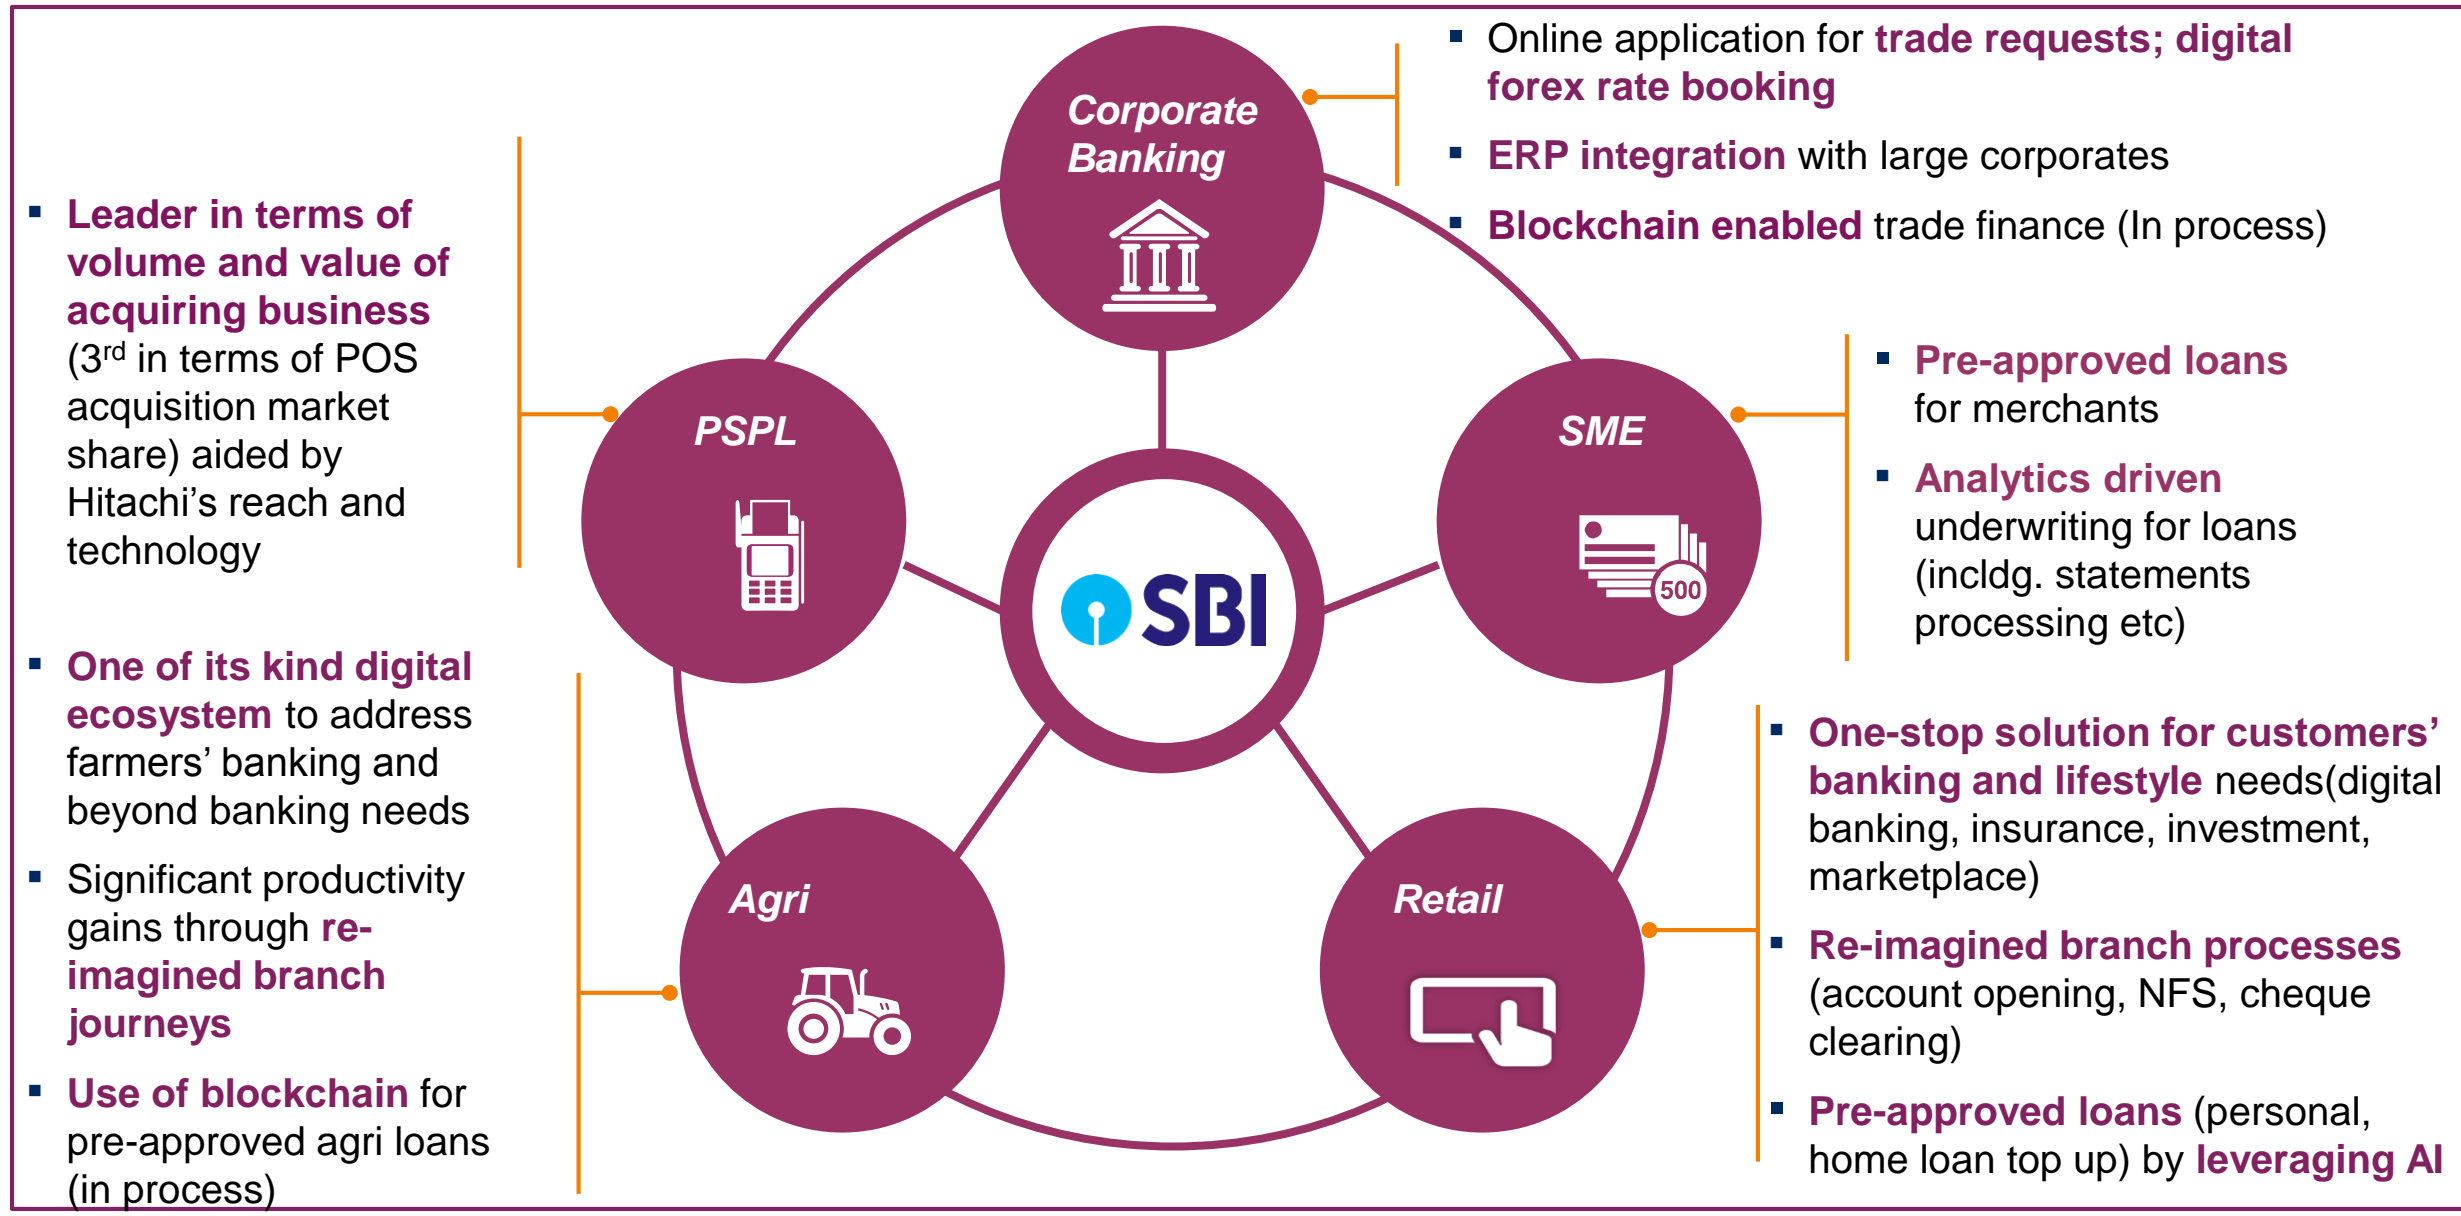 Corporate
Banking
▪ Online application for trade requests; digital
forex rate booking
▪ ERP integration with large corporates
▪ Blockchain enabled trade finance (In process)
▪ Leader in terms of
volume and value of
acquiring business
(3rd in terms of POS
acquisition market
share) aided by
Hitachi’s reach and
technology
PSPL
SME
500
▪ Pre-approved loans
for merchants
▪ Analytics driven
underwriting for loans
(incldg. statements
processing etc)
SBI
▪ One of its kind digital
ecosystem to address
farmers’ banking and
beyond banking needs
▪ Significant productivity
gains through re-
imagined branch
journeys
▪ Use of blockchain for
pre-approved agri loans
(in process)
Agri
Retail
▪ One-stop solution for customers’
banking and lifestyle needs(digital
banking, insurance, investment,
marketplace)
▪ Re-imagined branch processes
(account opening, NFS, cheque
clearing)
▪ Pre-approved loans (personal,
home loan top up) by leveraging AI